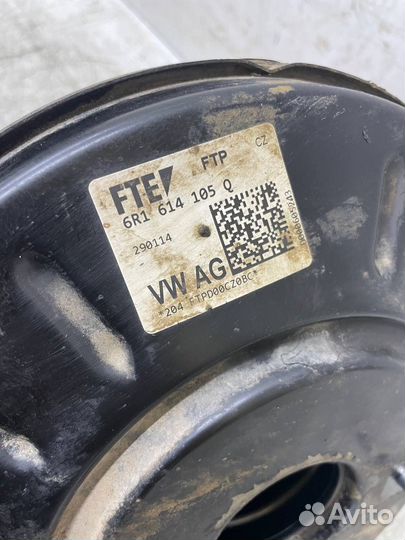 FTE
FTP
CZ
6R1 614 105 Q
290114
VW AG
*204 FTPD00CZ0BC*
Avito